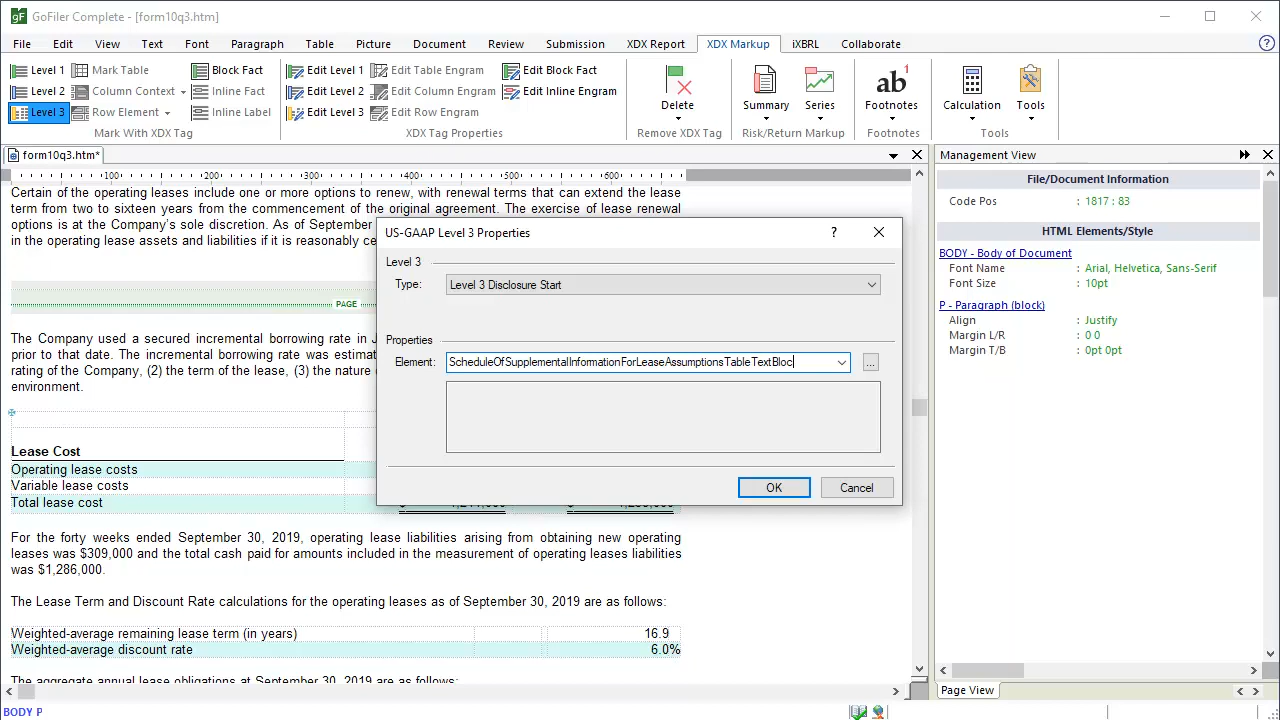 gF GoFiler Complete - [form10q3.htm]
File Edit View Text Font Paragraph Table Picture Document Review Submission XDX Report XDX Markup iXBRL Collaborate ?
Level 1 Mark Table Block Fact Edit Level 1 Edit Table Engram Edit Block Fact
Level 2 Column Context Inline Fact Edit Level 2 Edit Column Engram Edit Inline Engram
Level 3 Row Element Inline Label Edit Level 3 Edit Row Engram
Delete Summary Series ab1 Footnotes Calculation Tools
Mark With XDX Tag XDX Tag Properties Remove XDX Tag Risk/Return Markup Footnotes Tools
form10q3.htm*
100 200 300 400 500 600
Certain of the operating leases include one or more options to renew, with renewal terms that can extend the lease
term from two to sixteen years from the commencement of the original agreement. The exercise of lease renewal
options is at the Company's sole discretion. As of September
in the operating lease assets and liabilities if it is reasonably ce
PAGE
The Company used a secured incremental borrowing rate in J
prior to that date. The incremental borrowing rate was estimat
rating of the Company, (2) the term of the lease, (3) the nature
environment.
Lease Cost
Operating lease costs
Variable lease costs
Total lease cost
For the forty weeks ended September 30, 2019, operating lease liabilities arising from obtaining new operating
leases was $309,000 and the total cash paid for amounts included in the measurement of operating leases liabilities
was $1,286,000.
The Lease Term and Discount Rate calculations for the operating leases as of September 30, 2019 are as follows:
Weighted-average remaining lease term (in years) 16.9
Weighted-average discount rate 6.0%
The aggregate annual lease obligations at September 30, 2019 are as follows:
US-GAAP Level 3 Properties ?
Level 3
Type: Level 3 Disclosure Start
Properties
Element: ScheduleOfSupplementalInformationForLeaseAssumptionsTableTextBloc ...
OK Cancel
Management View
File/Document Information
Code Pos : 1817 : 83
HTML Elements/Style
BODY - Body of Document
Font Name : Arial, Helvetica, Sans-Serif
Font Size : 10pt
P - Paragraph (block)
Align : Justify
Margin L/R : 0 0
Margin T/B : 0pt 0pt
Page View
BODY P